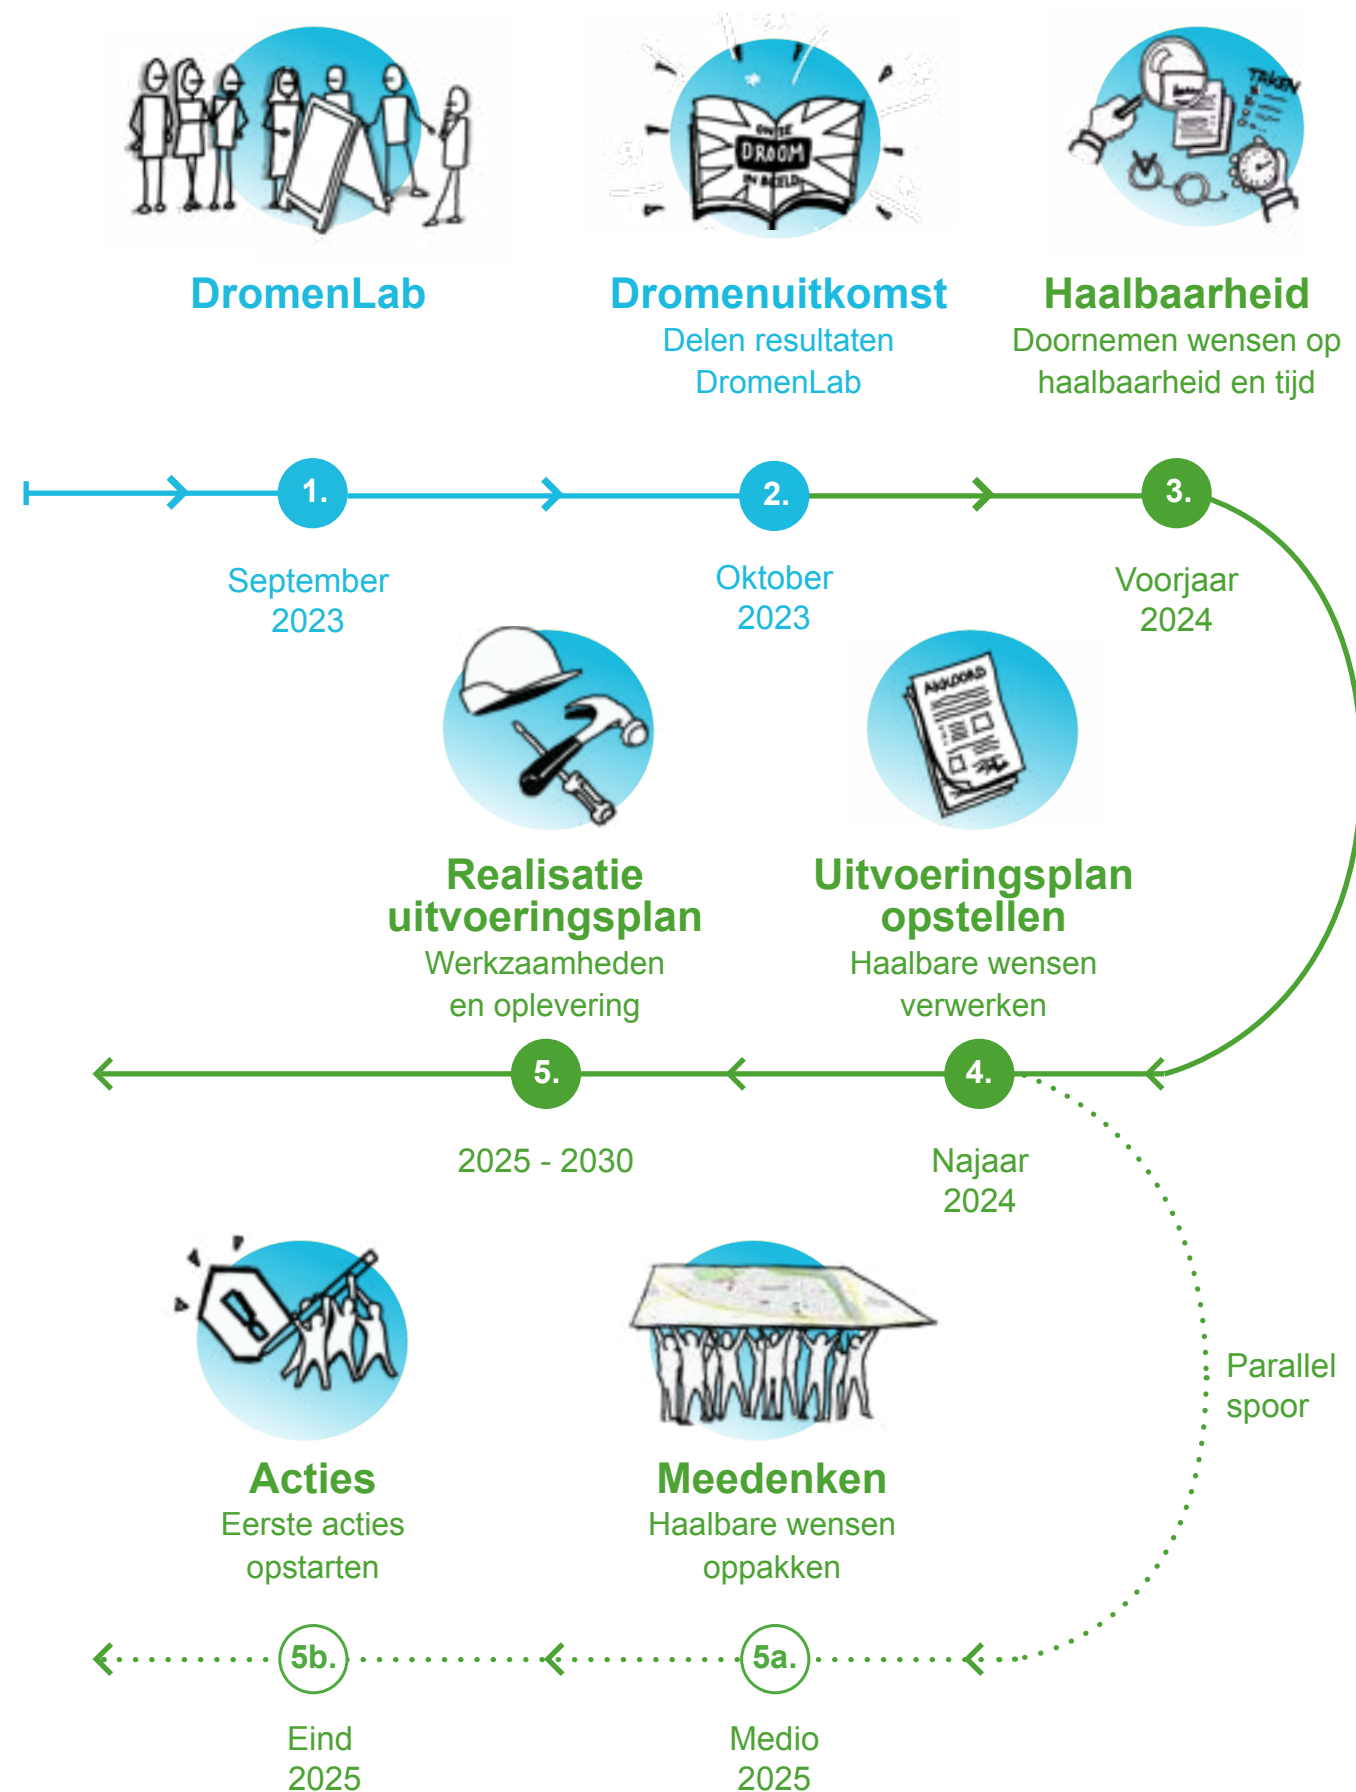 TAKEN
ONZE
DROOM
IN BEELD
DromenLab
Dromenuitkomst
Delen resultaten
DromenLab
Haalbaarheid
Doornemen wensen op
haalbaarheid en tijd
1.
2.
3.
September
2023
Oktober
2023
Voorjaar
2024
AKKOORD
Realisatie
uitvoeringsplan
Werkzaamheden
en oplevering
Uitvoeringsplan
opstellen
Haalbare wensen
verwerken
5.
4.
2025 - 2030
Najaar
2024
Parallel
spoor
Acties
Eerste acties
opstarten
Meedenken
Haalbare wensen
oppakken
5b.
5a.
Eind
2025
Medio
2025